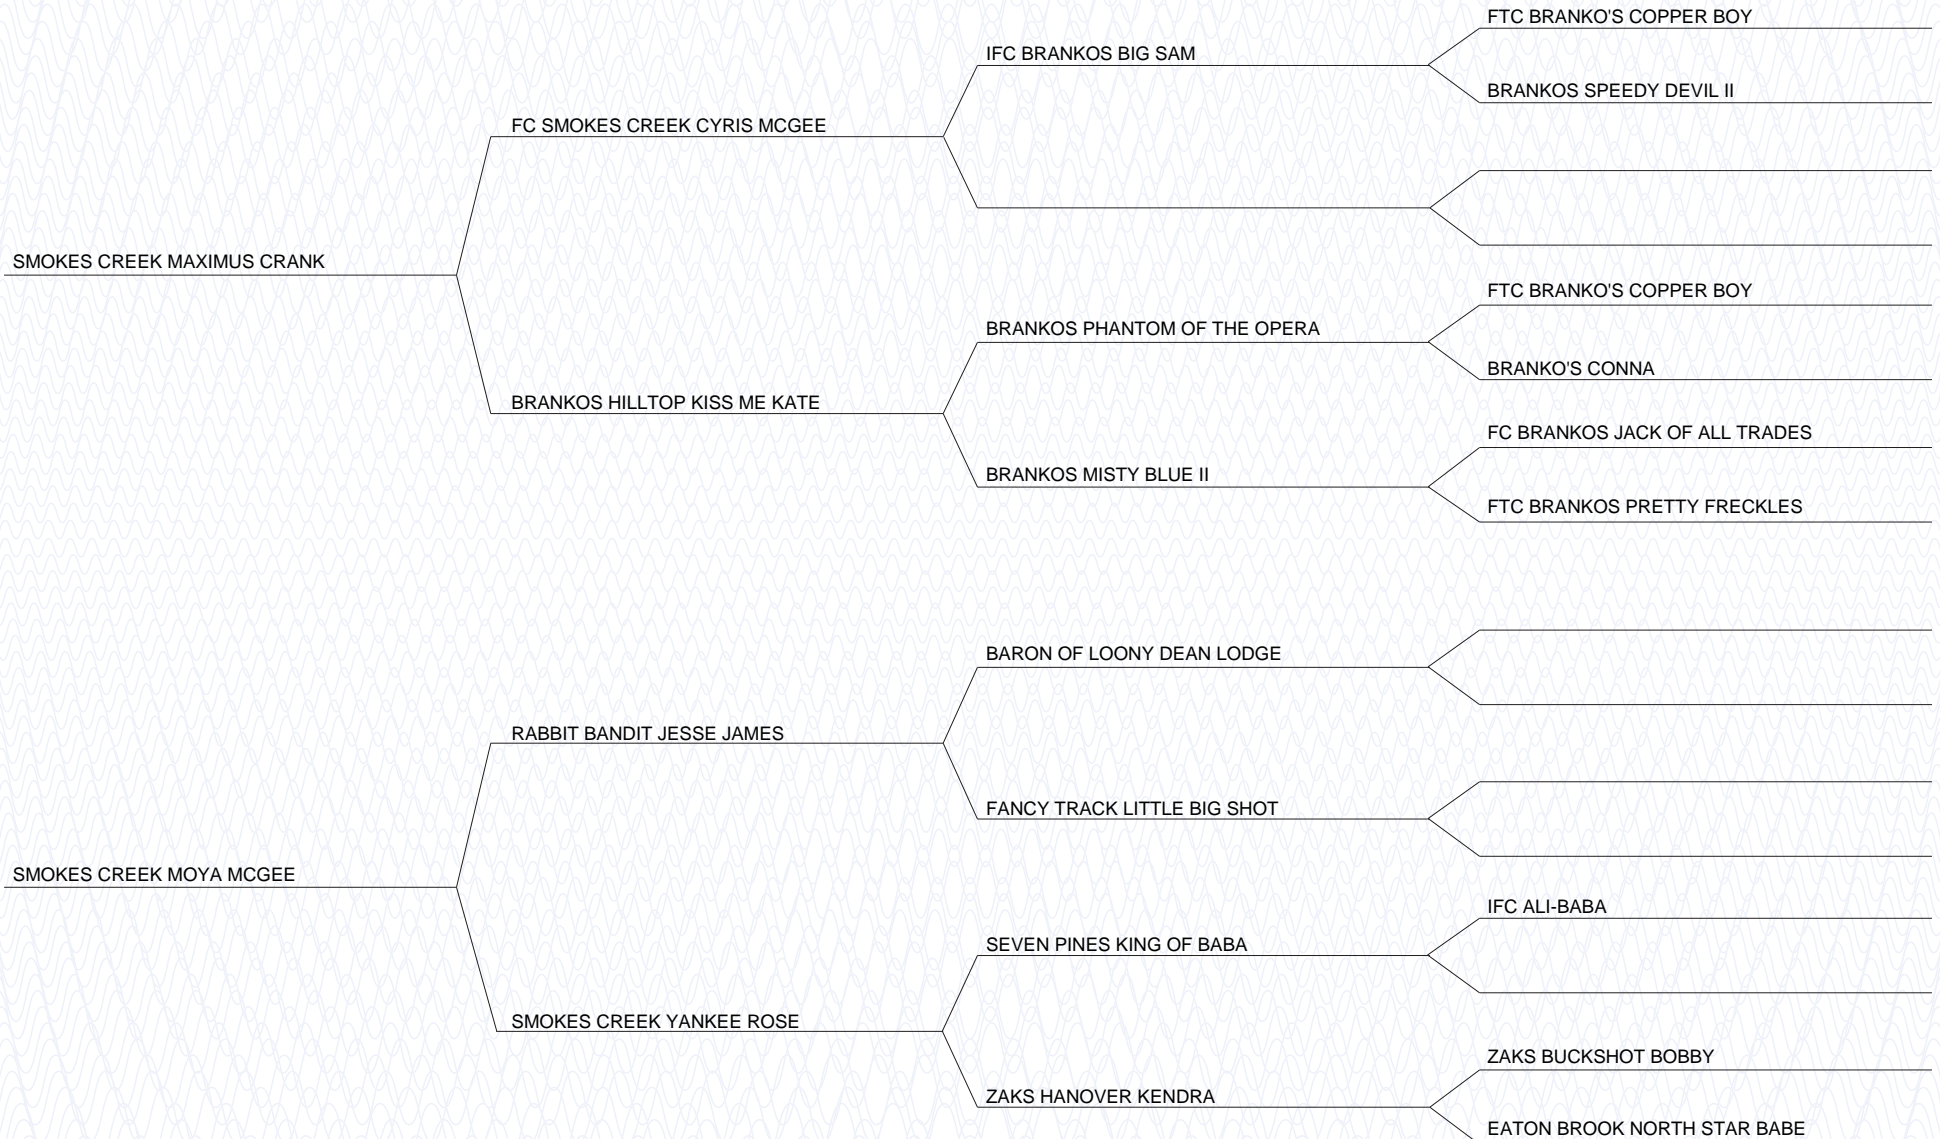 FTC BRANKO'S COPPER BOY
IFC BRANKOS BIG SAM
BRANKOS SPEEDY DEVIL II
FC SMOKES CREEK CYRIS MCGEE
SMOKES CREEK MAXIMUS CRANK
FTC BRANKO'S COPPER BOY
BRANKOS PHANTOM OF THE OPERA
BRANKO'S CONNA
BRANKOS HILLTOP KISS ME KATE
FC BRANKOS JACK OF ALL TRADES
BRANKOS MISTY BLUE II
FTC BRANKOS PRETTY FRECKLES
BARON OF LOONY DEAN LODGE
RABBIT BANDIT JESSE JAMES
FANCY TRACK LITTLE BIG SHOT
SMOKES CREEK MOYA MCGEE
IFC ALI-BABA
SEVEN PINES KING OF BABA
SMOKES CREEK YANKEE ROSE
ZAKS BUCKSHOT BOBBY
ZAKS HANOVER KENDRA
EATON BROOK NORTH STAR BABE